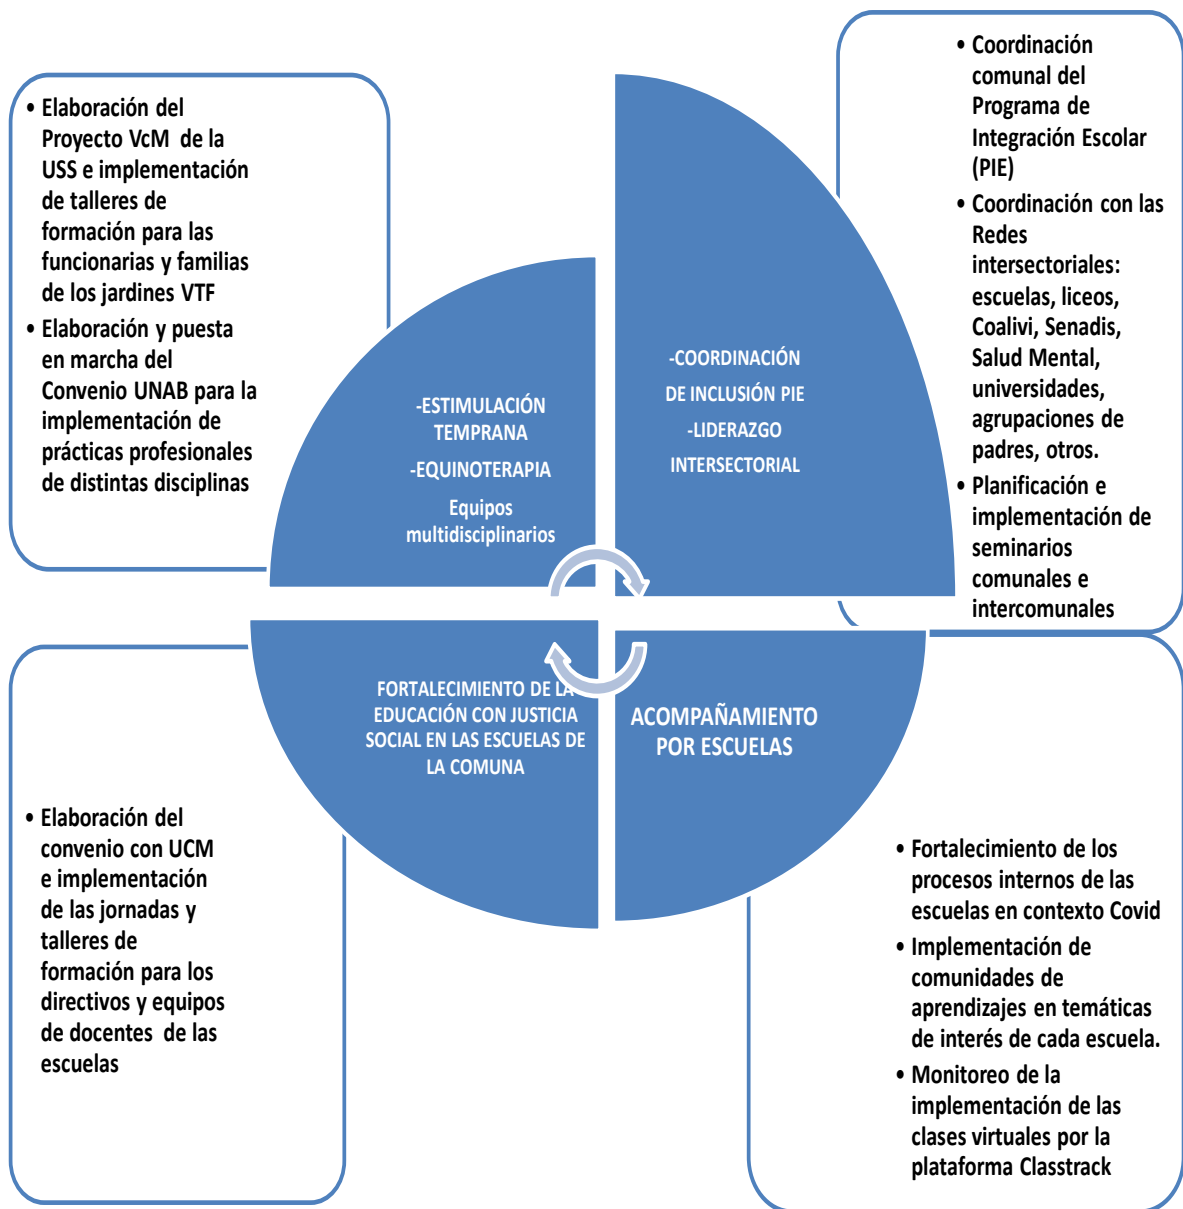 • Elaboración del
Proyecto VcM de la
USS e implementación
de talleres de
formación para las
funcionarias y familias
de los jardines VTF
• Elaboración y puesta
en marcha del
Convenio UNAB para la
implementación de
prácticas profesionales
de distintas disciplinas
-ESTIMULACIÓN
TEMPRANA
-EQUINOTERAPIA
Equipos
multidisciplinarios
-COORDINACIÓN
DE INCLUSIÓN PIE
-LIDERAZGO
INTERSECTORIAL
• Coordinación
comunal del
Programa de
Integración Escolar
(PIE)
• Coordinación con las
Redes
intersectoriales:
escuelas, liceos,
Coalivi, Senadis,
Salud Mental,
universidades,
agrupaciones de
padres, otros.
• Planificación e
implementación de
seminarios
comunales e
intercomunales
FORTALECIMIENTO DE LA
EDUCACIÓN CON JUSTICIA
SOCIAL EN LAS ESCUELAS DE
LA COMUNA
ACOMPAÑAMIENTO
POR ESCUELAS
• Elaboración del
convenio con UCM
e implementación
de las jornadas y
talleres de
formación para los
directivos y equipos
de docentes de las
escuelas
• Fortalecimiento de los
procesos internos de las
escuelas en contexto Covid
• Implementación de
comunidades de
aprendizajes en temáticas
de interés de cada escuela.
• Monitoreo de la
implementación de las
clases virtuales por la
plataforma Classtrack